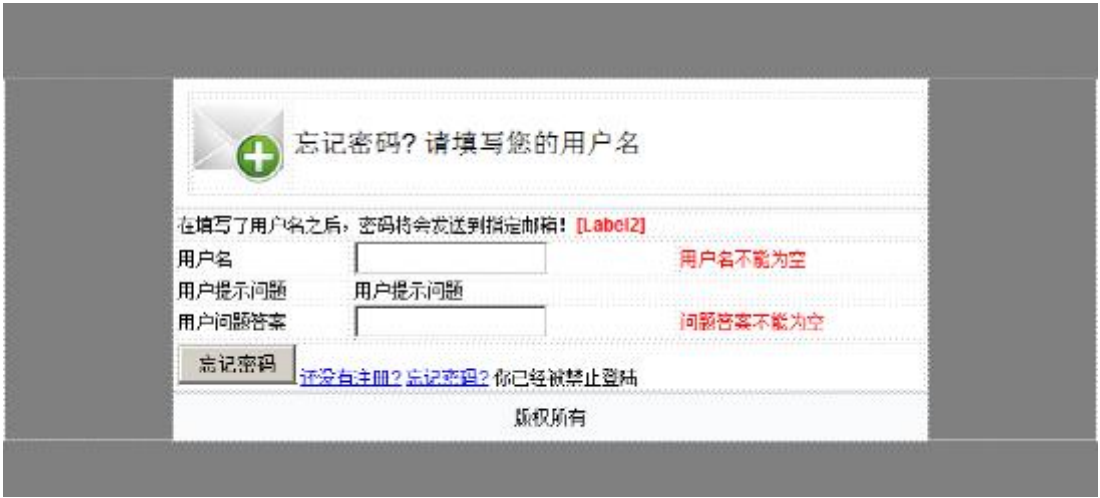 忘记密码? 请填写您的用户名
在填写了用户名之后，密码将会发送到指定邮箱! [Label2]
用户名 用户名不能为空
用户提示问题 用户提示问题
用户问题答案 问题答案不能为空
忘记密码 还没有注册? 忘记密码? 你已经被禁止登陆
版权所有